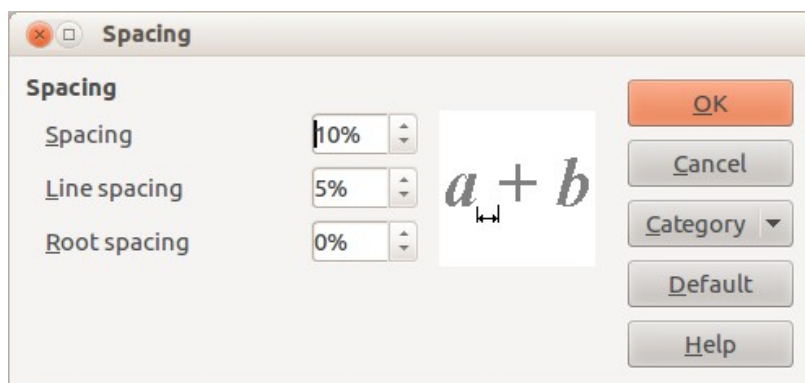 Spacing
Spacing
Spacing 10%
Line spacing 5%
Root spacing 0%
a + b
OK
Cancel
Category
Default
Help